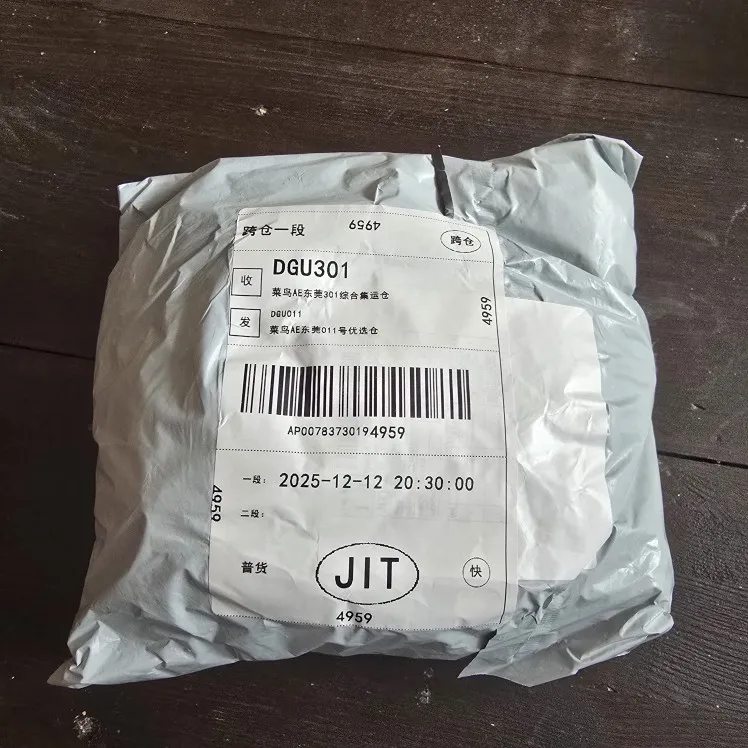 跨仓一段
4959
跨仓
收
DGU301
菜鸟AE东莞301综合集运仓
4959
发
DGU011
菜鸟AE东莞011号优选仓
AP00783730194959
一段: 2025-12-12 20:30:00
4959
二段:
普货
JIT
快
4959